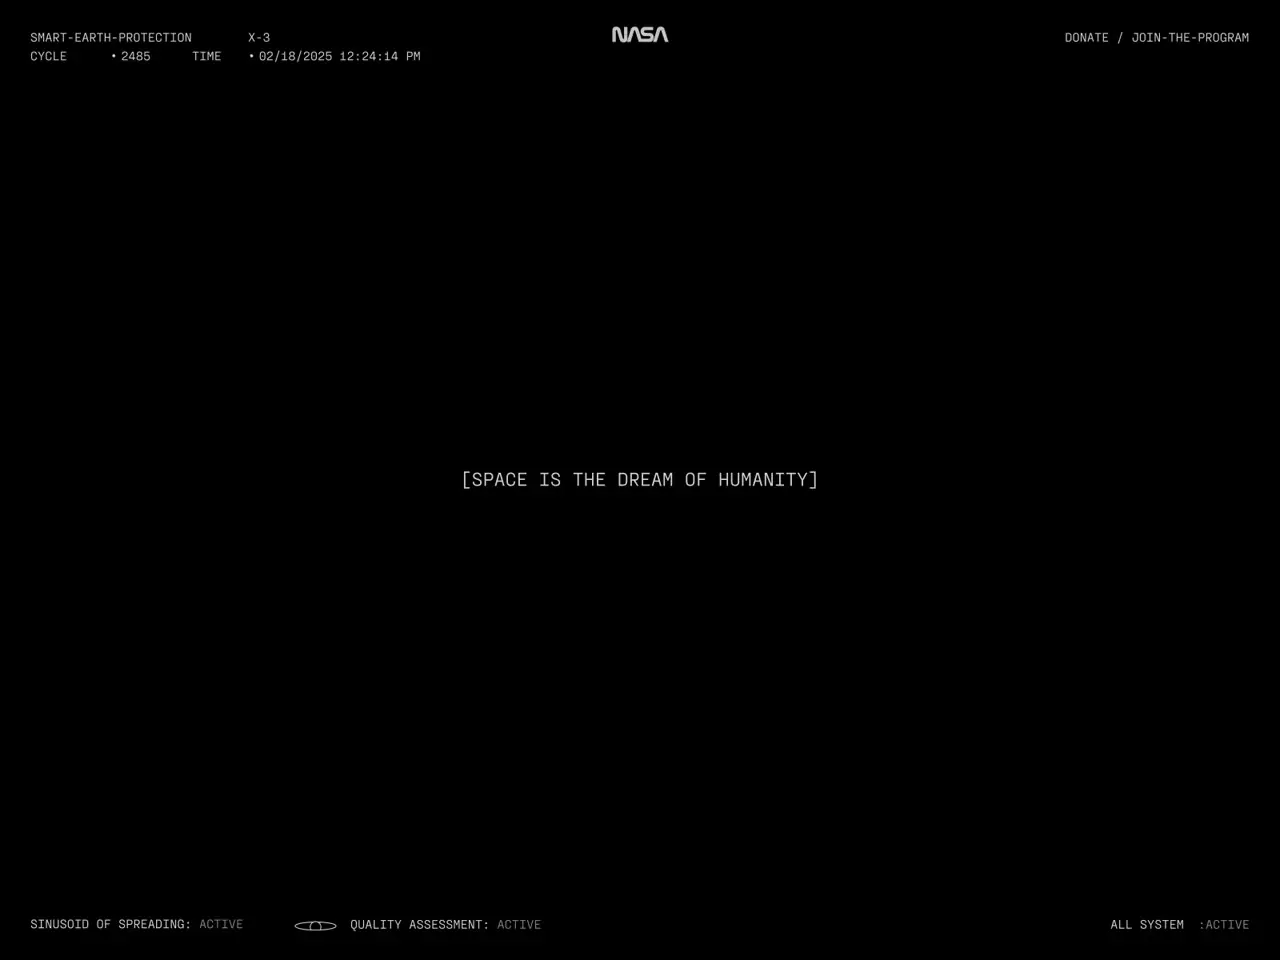 SMART-EARTH-PROTECTION X-3
CYCLE • 2485 TIME • 02/18/2025 12:24:14 PM
NASA
DONATE / JOIN-THE-PROGRAM
[SPACE IS THE DREAM OF HUMANITY]
SINUSOID OF SPREADING: ACTIVE
QUALITY ASSESSMENT: ACTIVE
ALL SYSTEM :ACTIVE